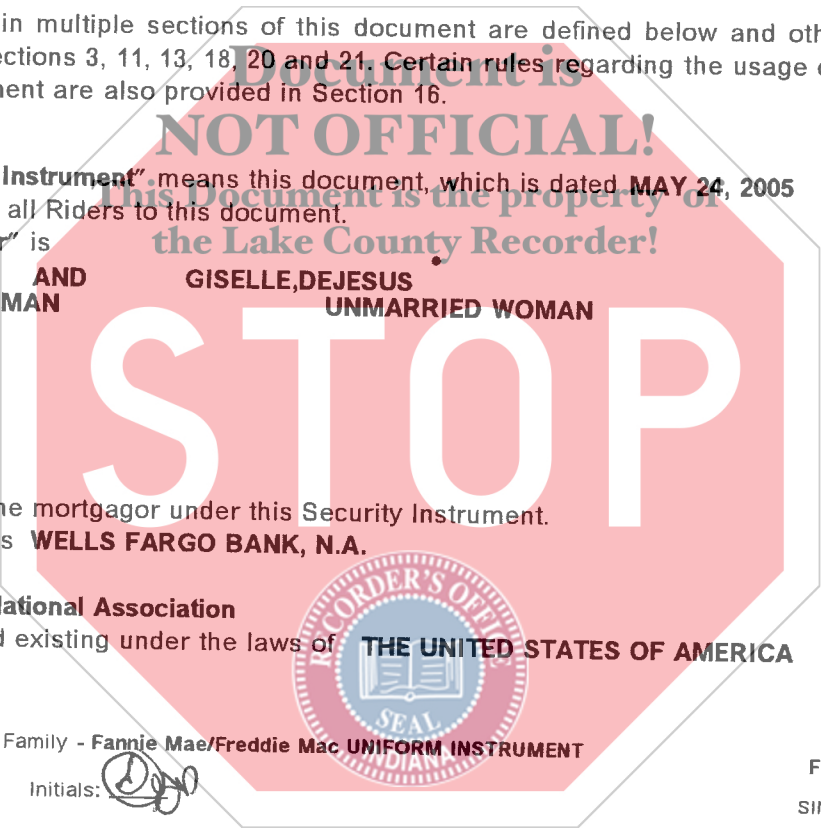 in multiple sections of this document are defined below and oth
ections 3, 11, 13, 18, 20 and 21. Certain rules regarding the usage
ment are also provided in Section 16.
Document is
NOT OFFICIAL!
This Document is the property of
the Lake County Recorder!
Instrument" means this document, which is dated MAY 24, 2005
all Riders to this document.
r" is
AND GISELLE,DEJESUS
MAN UNMARRIED WOMAN
STOP
he mortgagor under this Security Instrument.
s WELLS FARGO BANK, N.A.
National Association
d existing under the laws of THE UNITED STATES OF AMERICA
RECORDER'S OFFICE
SEAL
INDIANA
Family - Fannie Mae/Freddie Mac UNIFORM INSTRUMENT
Initials:
F
SIN